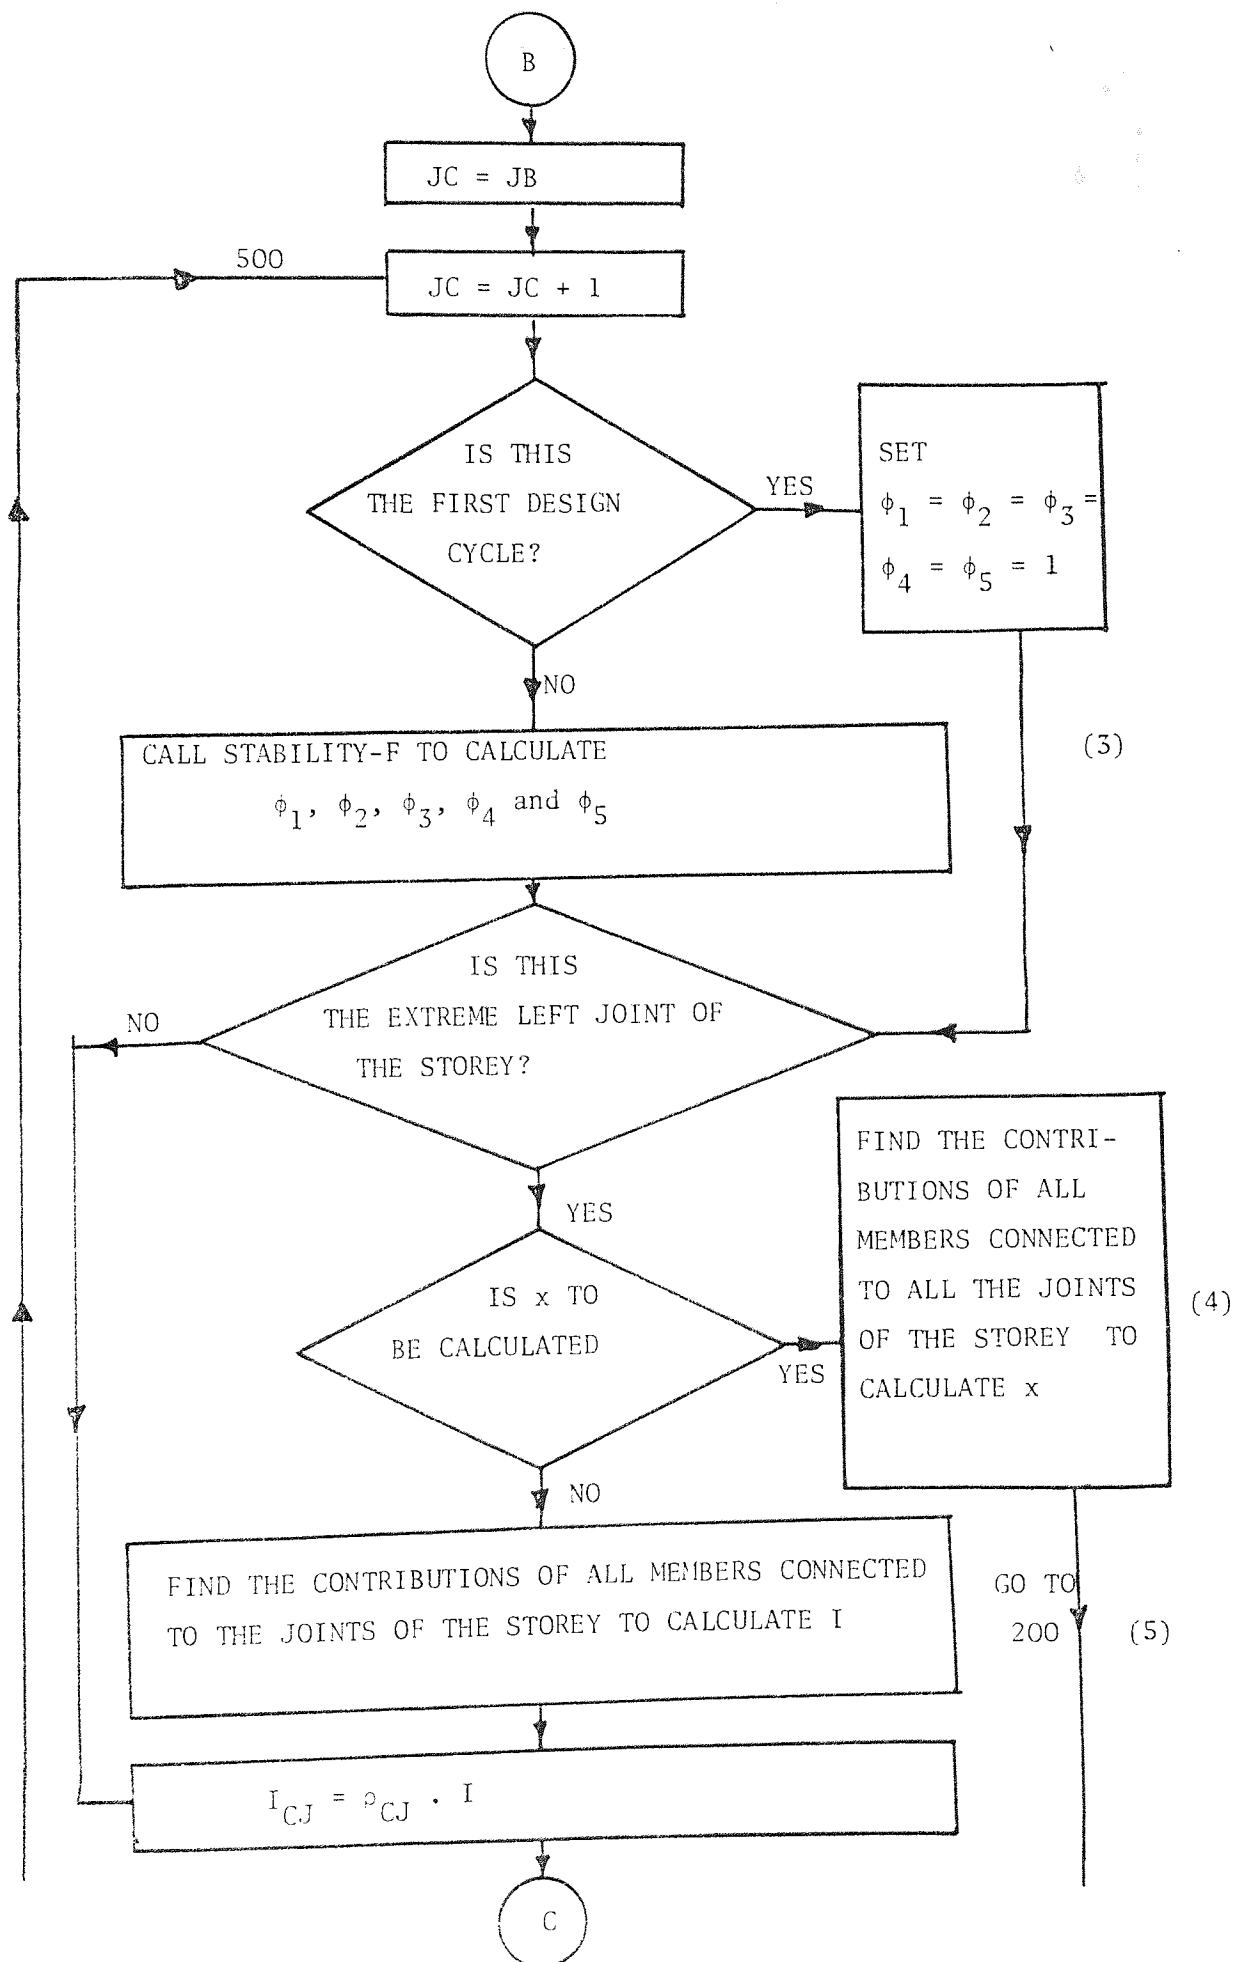 B
JC = JB
500
JC = JC + 1
IS THIS
THE FIRST DESIGN
CYCLE?
YES
SET
ϕ1 = ϕ2 = ϕ3 =
ϕ4 = ϕ5 = 1
NO
(3)
CALL STABILITY-F TO CALCULATE
ϕ1, ϕ2, ϕ3, ϕ4 and ϕ5
IS THIS
THE EXTREME LEFT JOINT OF
THE STOREY?
NO
YES
IS x TO
BE CALCULATED
YES
FIND THE CONTRI-
BUTIONS OF ALL
MEMBERS CONNECTED
TO ALL THE JOINTS
OF THE STOREY TO
CALCULATE x
(4)
NO
FIND THE CONTRIBUTIONS OF ALL MEMBERS CONNECTED
TO THE JOINTS OF THE STOREY TO CALCULATE I
GO TO
200
(5)
ICJ = ρCJ . I
C